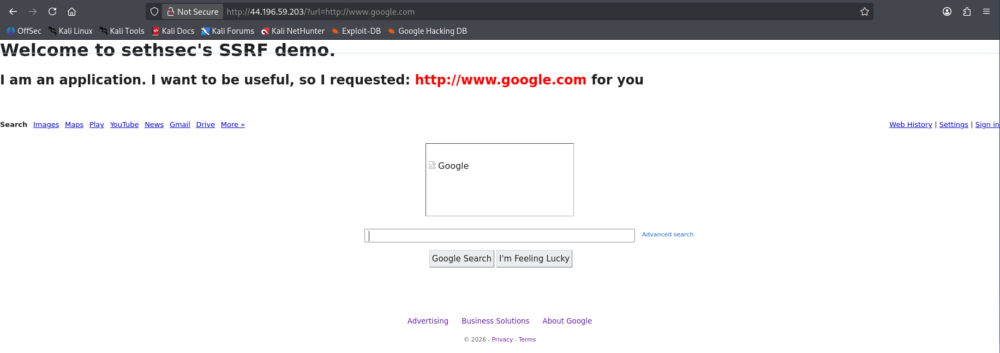 Not Secure http://44.196.59.203/?url=http://www.google.com
OffSec Kali Linux Kali Tools Kali Docs Kali Forums Kali NetHunter Exploit-DB Google Hacking DB
Welcome to sethsec's SSRF demo.
I am an application. I want to be useful, so I requested: http://www.google.com for you
Search Images Maps Play YouTube News Gmail Drive More » Web History | Settings | Sign in
Google
Advanced search
Google Search I'm Feeling Lucky
Advertising Business Solutions About Google
© 2026 - Privacy - Terms